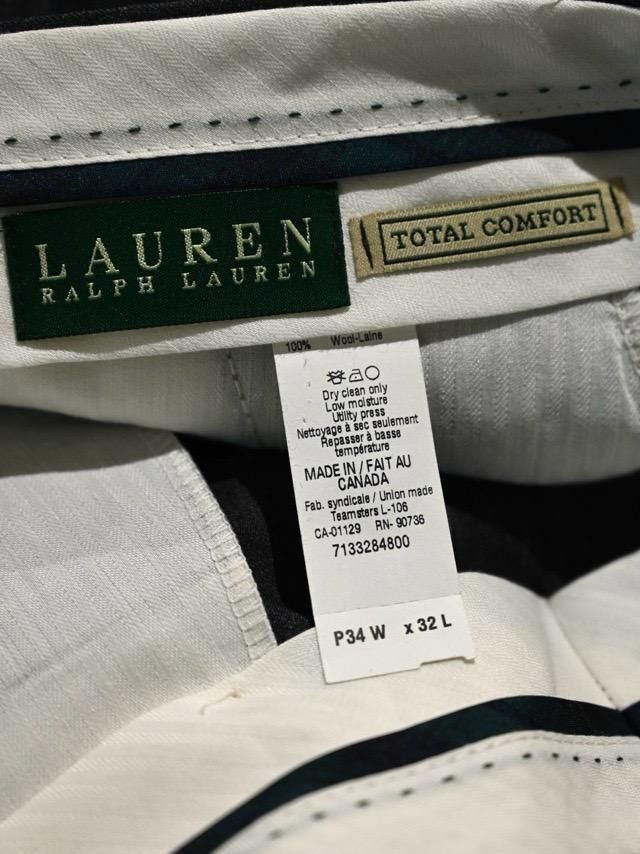 LAUREN
RALPH LAUREN
TOTAL COMFORT
100% Wool-Laine
Dry clean only
Low moisture
Utility press
Nettoyage à sec seulement
Repasser à basse
température
MADE IN / FAIT AU
CANADA
Fab. syndicale / Union made
Teamsters L-106
CA-01129 RN- 90736
7133284800
P34 W x 32 L